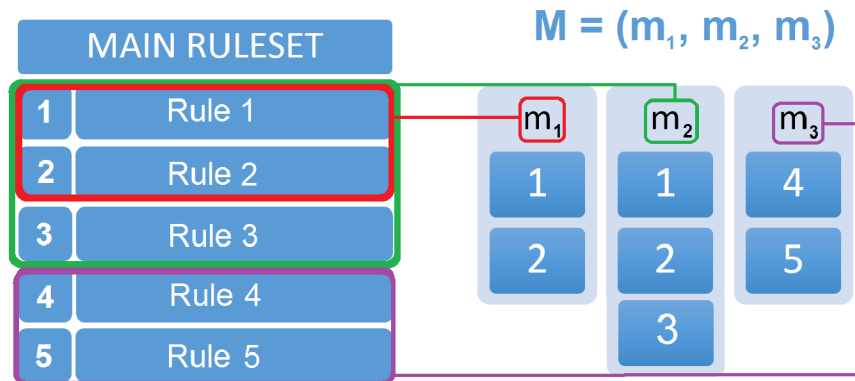 MAIN RULESET
M = (m₁, m₂, m₃)
1 Rule 1
2 Rule 2
3 Rule 3
4 Rule 4
5 Rule 5
m₁ m₂ m₃
1 1 4
2 2 5
3